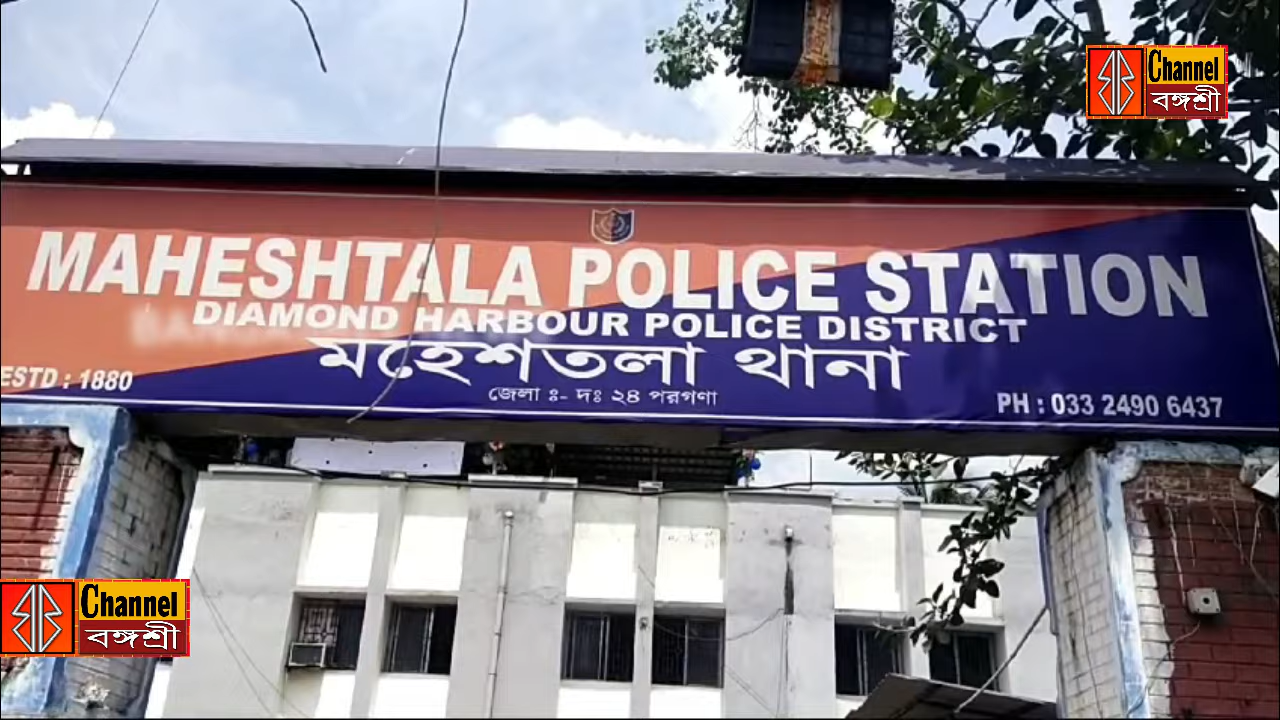 Channel
বঙ্গশ্রী
MAHESHTALA POLICE STATION
DIAMOND HARBOUR POLICE DISTRICT
মহেশতলা থানা
ESTD : 1880
জেলা ঃ- দঃ ২৪ পরগণা
PH : 033 2490 6437
Channel
বঙ্গশ্রী